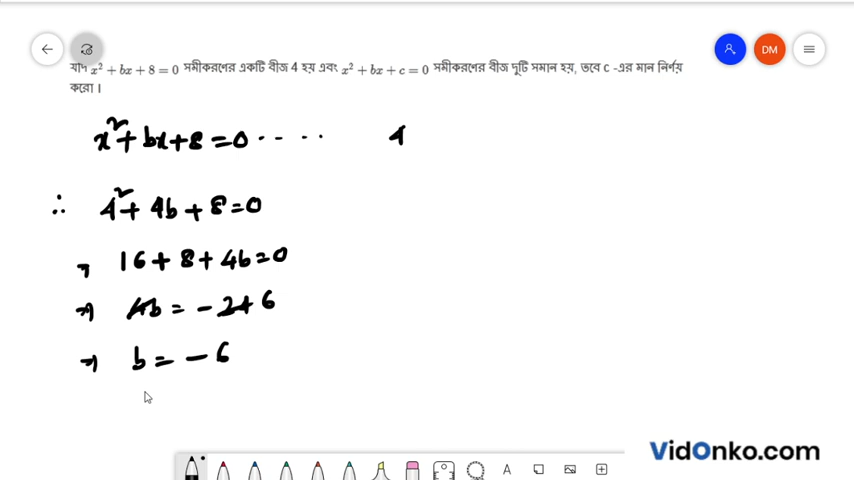 যদি x² + bx + 8 = 0 সমীকরণের একটি বীজ 4 হয় এবং x² + bx + c = 0 সমীকরণের বীজ দুটি সমান হয়, তবে c -এর মান নির্ণয়
করো ।
DM
x² + bx + 8 = 0 ..... 4
∴ 4² + 4b + 8 = 0
⇒ 16 + 8 + 4b = 0
⇒ 4b = - 24 6
⇒ b = - 6
A
VidOnko.com